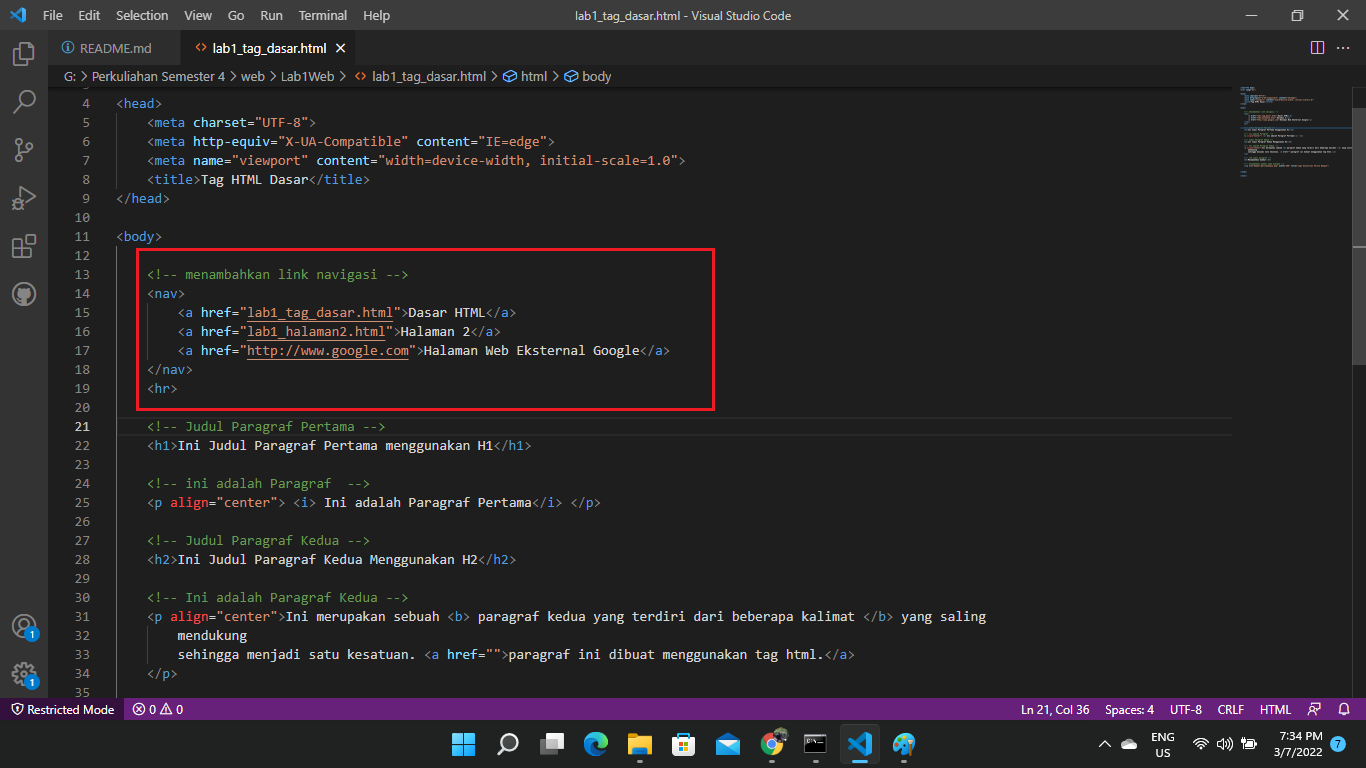 File Edit Selection View Go Run Terminal Help
lab1_tag_dasar.html - Visual Studio Code
README.md
lab1_tag_dasar.html
G: > Perkuliahan Semester 4 > web > Lab1Web > lab1_tag_dasar.html > html > body
4 <head>
5 <meta charset="UTF-8">
6 <meta http-equiv="X-UA-Compatible" content="IE=edge">
7 <meta name="viewport" content="width=device-width, initial-scale=1.0">
8 <title>Tag HTML Dasar</title>
9 </head>
10
11 <body>
12
13 <!-- menambahkan link navigasi -->
14 <nav>
15 <a href="lab1_tag_dasar.html">Dasar HTML</a>
16 <a href="lab1_halaman2.html">Halaman 2</a>
17 <a href="http://www.google.com">Halaman Web Eksternal Google</a>
18 </nav>
19 <hr>
20
21 <!-- Judul Paragraf Pertama -->
22 <h1>Ini Judul Paragraf Pertama menggunakan H1</h1>
23
24 <!-- ini adalah Paragraf  -->
25 <p align="center"> <i> Ini adalah Paragraf Pertama</i> </p>
26
27 <!-- Judul Paragraf Kedua -->
28 <h2>Ini Judul Paragraf Kedua Menggunakan H2</h2>
29
30 <!-- Ini adalah Paragraf Kedua -->
31 <p align="center">Ini merupakan sebuah <b> paragraf kedua yang terdiri dari beberapa kalimat </b> yang saling
32 mendukung
33 sehingga menjadi satu kesatuan. <a href="">paragraf ini dibuat menggunakan tag html.</a>
34 </p>
35
1
1
Restricted Mode 0 0 Ln 21, Col 36 Spaces: 4 UTF-8 CRLF HTML
ENG
US
7:34 PM
3/7/2022
7